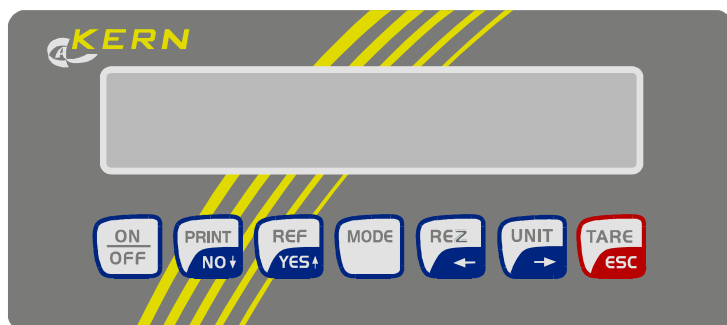 KERN
ON OFF
PRINT NO ↓
REF YES ↑
MODE
REZ ←
UNIT →
TARE ESC